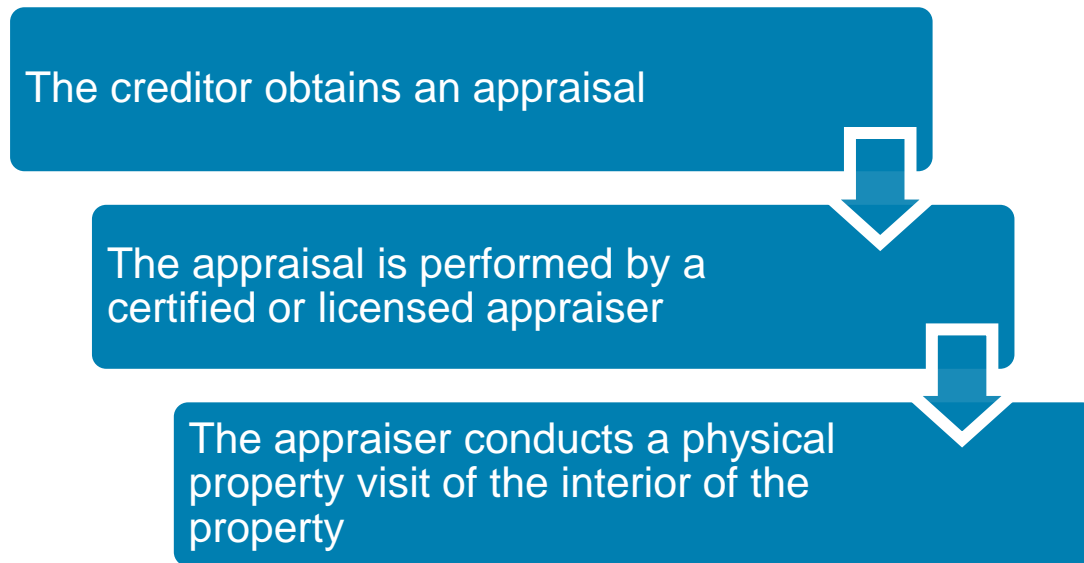 The creditor obtains an appraisal
The appraisal is performed by a
certified or licensed appraiser
The appraiser conducts a physical
property visit of the interior of the
property